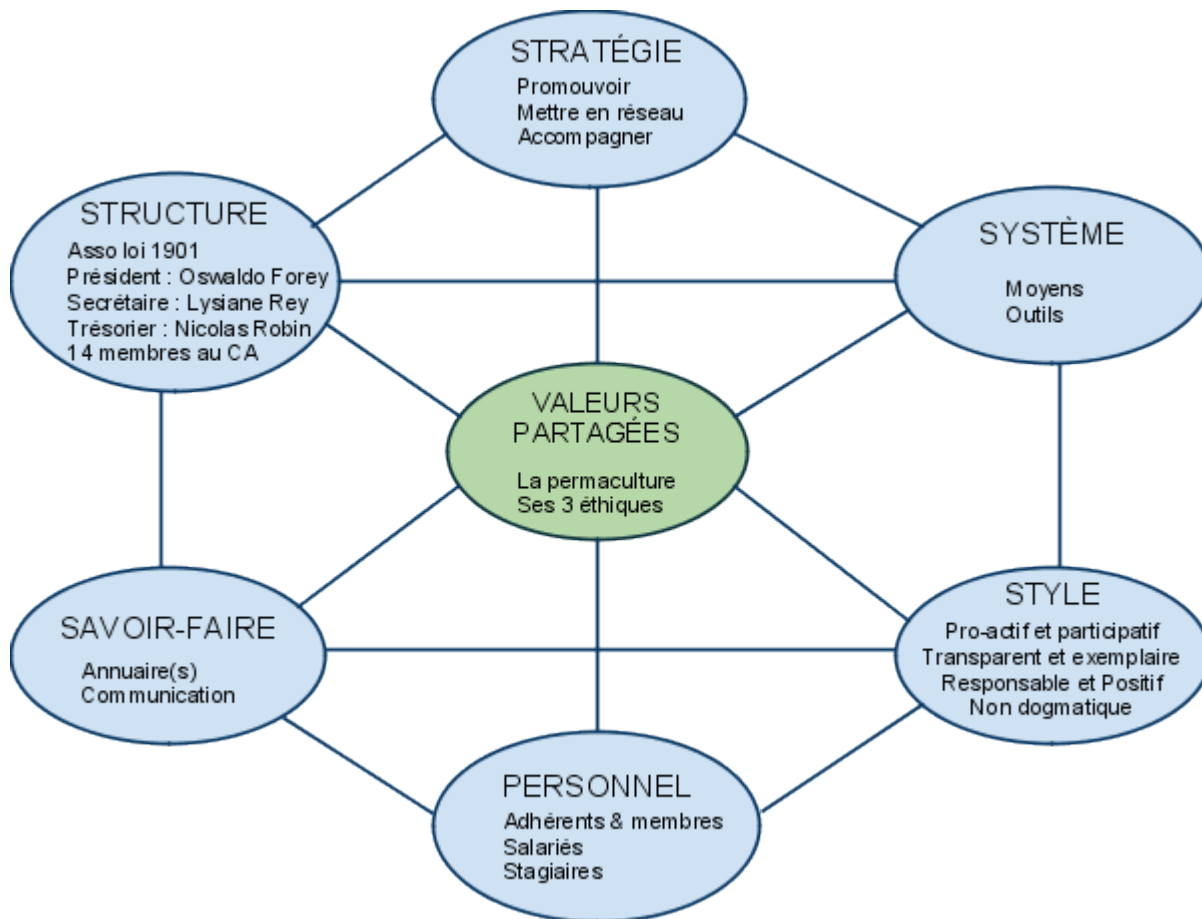 STRATÉGIE
Promouvoir
Mettre en réseau
Accompagner
STRUCTURE
Asso loi 1901
Président : Oswaldo Forey
Secrétaire : Lysiane Rey
Trésorier : Nicolas Robin
14 membres au CA
SYSTÈME
Moyens
Outils
VALEURS
PARTAGÉES
La permaculture
Ses 3 éthiques
SAVOIR-FAIRE
Annuaire(s)
Communication
STYLE
Pro-actif et participatif
Transparent et exemplaire
Responsable et Positif
Non dogmatique
PERSONNEL
Adhérents & membres
Salariés
Stagiaires